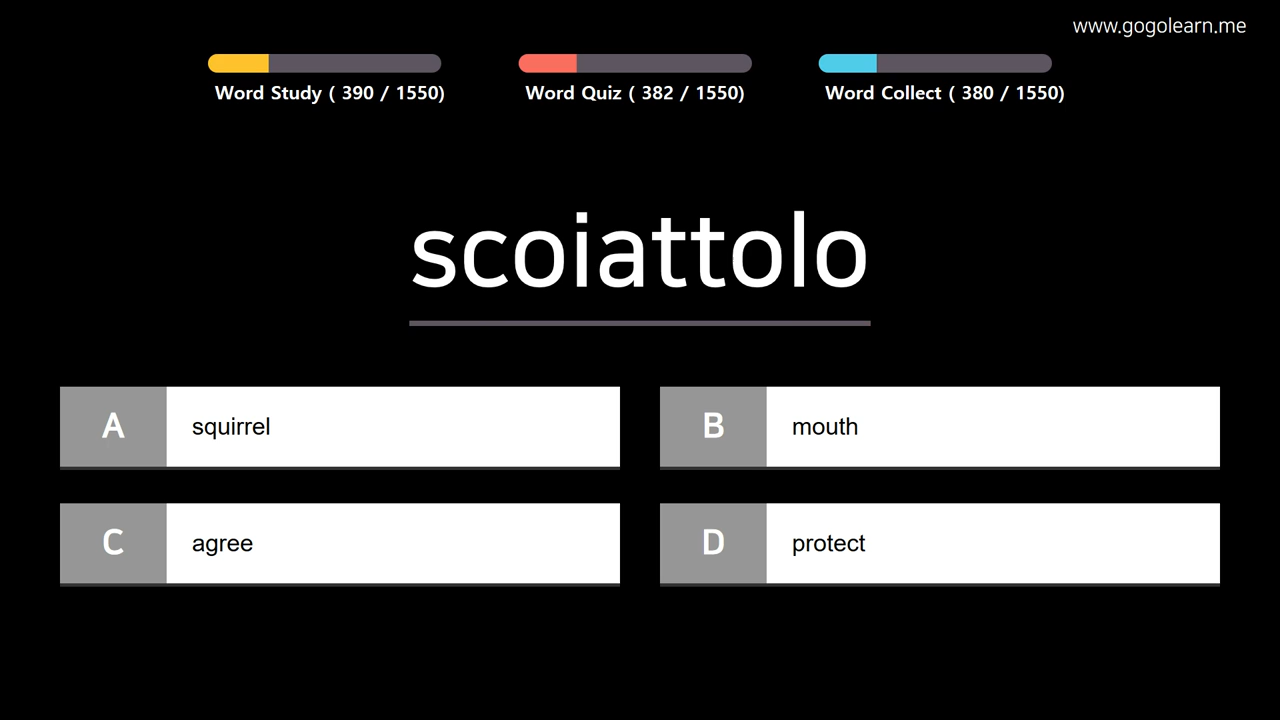 www.gogolearn.me
Word Study ( 390 / 1550)
Word Quiz ( 382 / 1550)
Word Collect ( 380 / 1550)
scoiattolo
A squirrel
B mouth
C agree
D protect